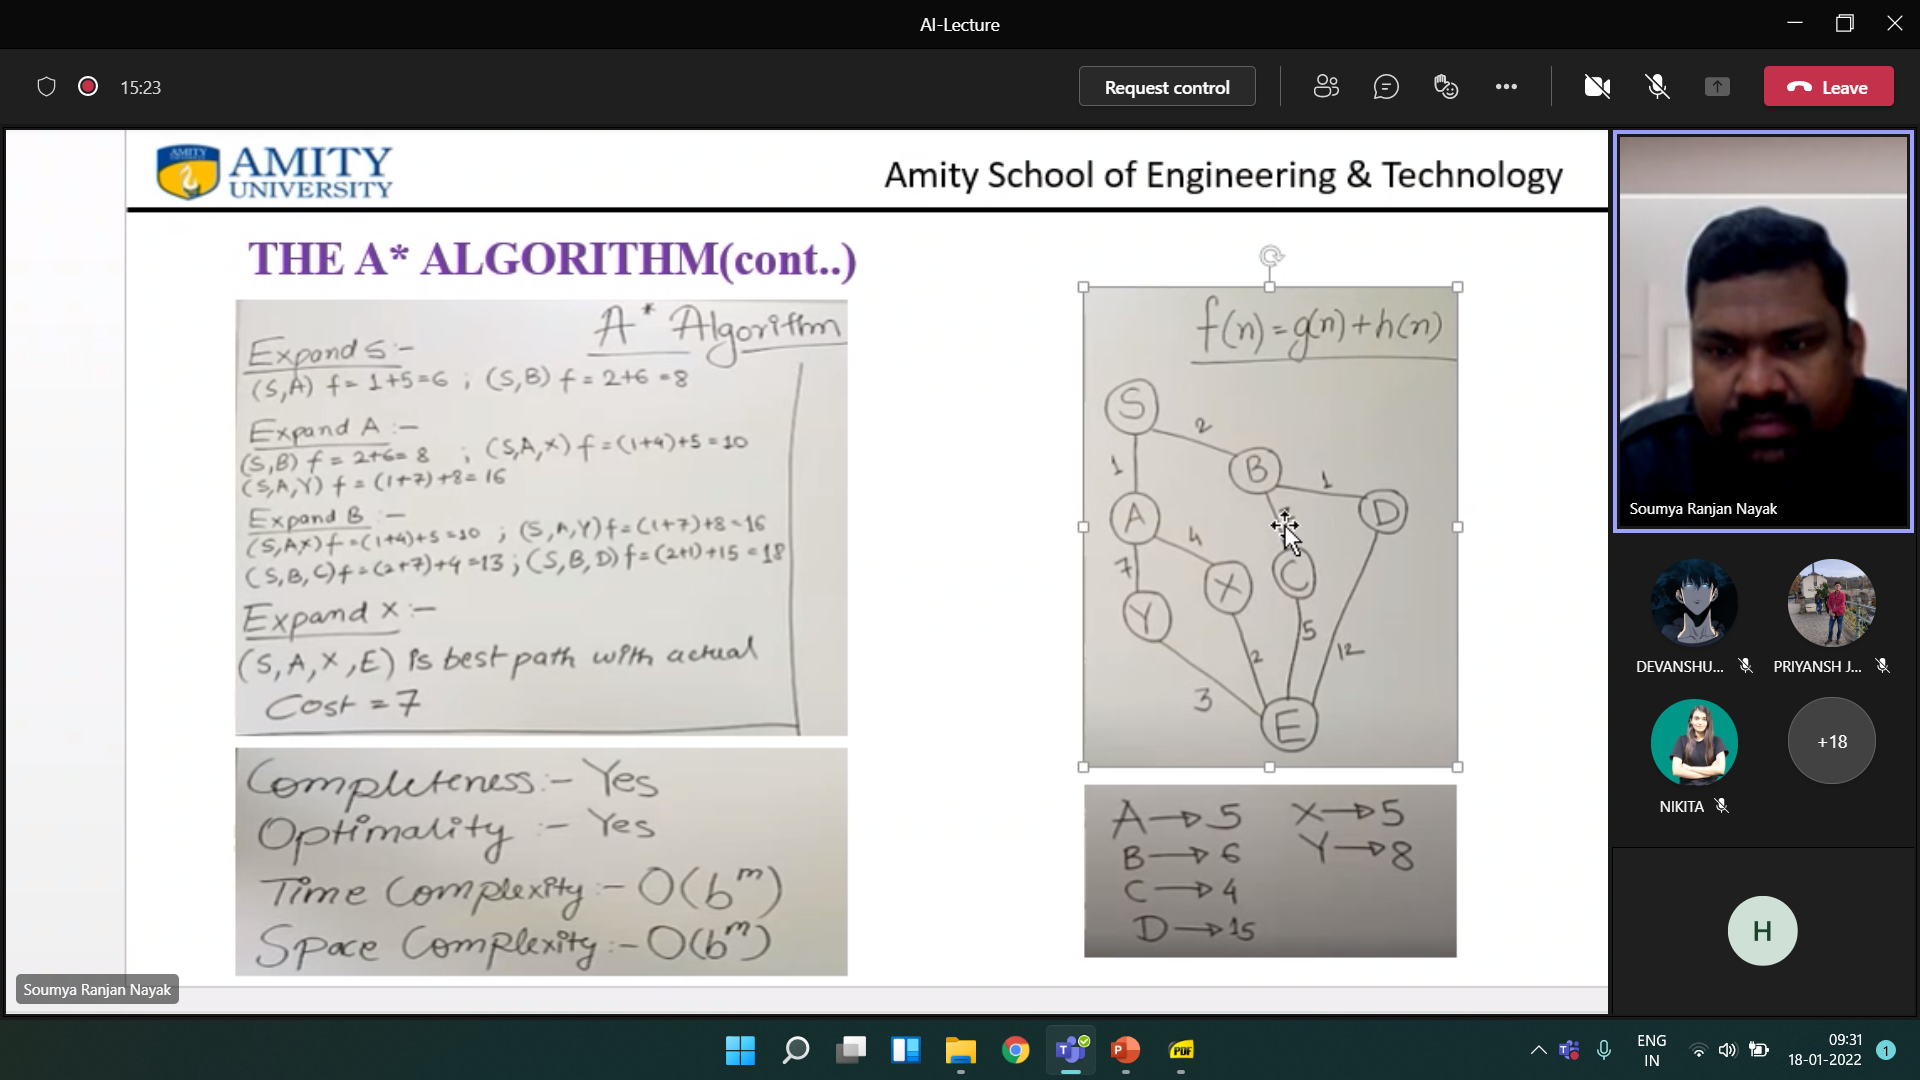 AI-Lecture
15:23
Request control
Leave
AMITY
AMITY
UNIVERSITY
Amity School of Engineering & Technology
THE A* ALGORITHM(cont..)
A* Algorithm
Expand S :-
(S,A) f = 1+5=6 ; (S,B) f = 2+6 =8
Expand A :-
(S,B) f = 2+6= 8 ; (S,A,X) f = (1+4)+5=10
(S,A,Y) f = (1+7)+8=16
Expand B :-
(S,A,X) f = (1+4)+5=10 ; (S,A,Y) f=(1+7)+8=16
(S,B,C) f=(2+7)+4=13 ; (S,B,D) f=(2+1)+15=18
Expand X :-
(S,A,X,E) is best path with actual
Cost = 7
Completeness :- Yes
Optimality :- Yes
Time Complexity :- O(b^m)
Space Complexity :- O(b^m)
f(n)=g(n)+h(n)
S
2
1
B
1
A
D
4
7
X
C
Y
5
2
12
3
E
A→5 X→5
B→6 Y→8
C→4
D→15
Soumya Ranjan Nayak
Soumya Ranjan Nayak
DEVANSHU...
PRIYANSH J...
NIKITA
+18
H
PDF
ENG
IN
09:31
18-01-2022
1